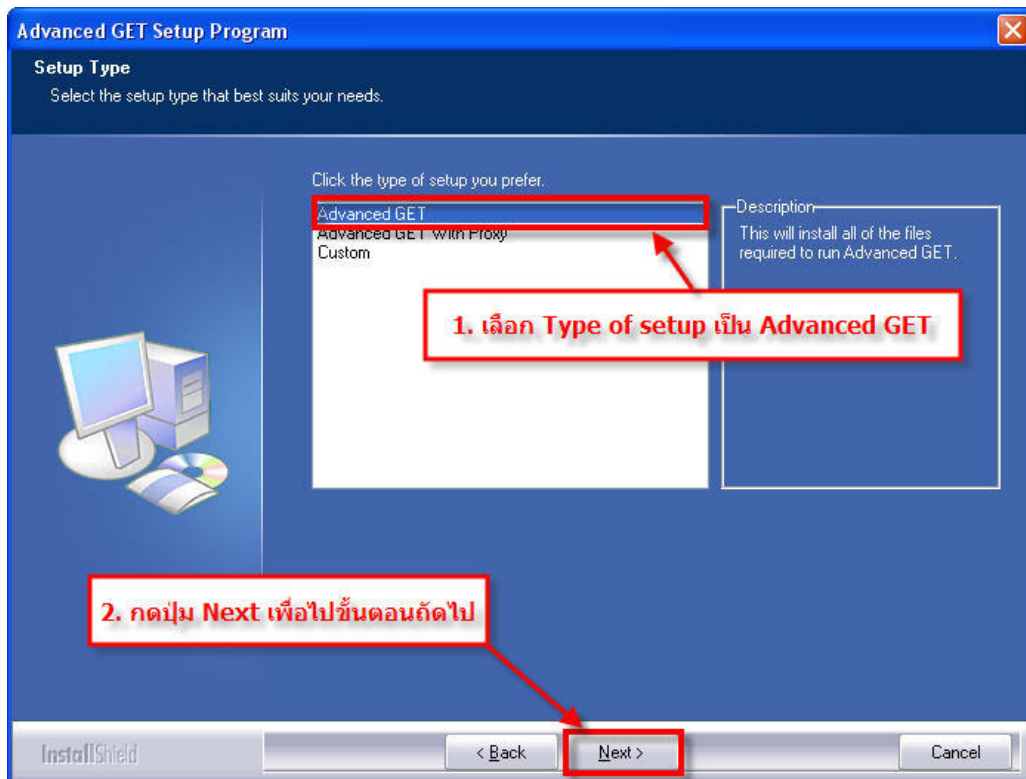 Advanced GET Setup Program
Setup Type
Select the setup type that best suits your needs.
Click the type of setup you prefer.
Advanced GET
Advanced GET With Proxy
Custom
Description
This will install all of the files
required to run Advanced GET.
1. เลือก Type of setup เป็น Advanced GET
2. กดปุ่ม Next เพื่อไปขั้นตอนถัดไป
InstallShield
< Back
Next >
Cancel